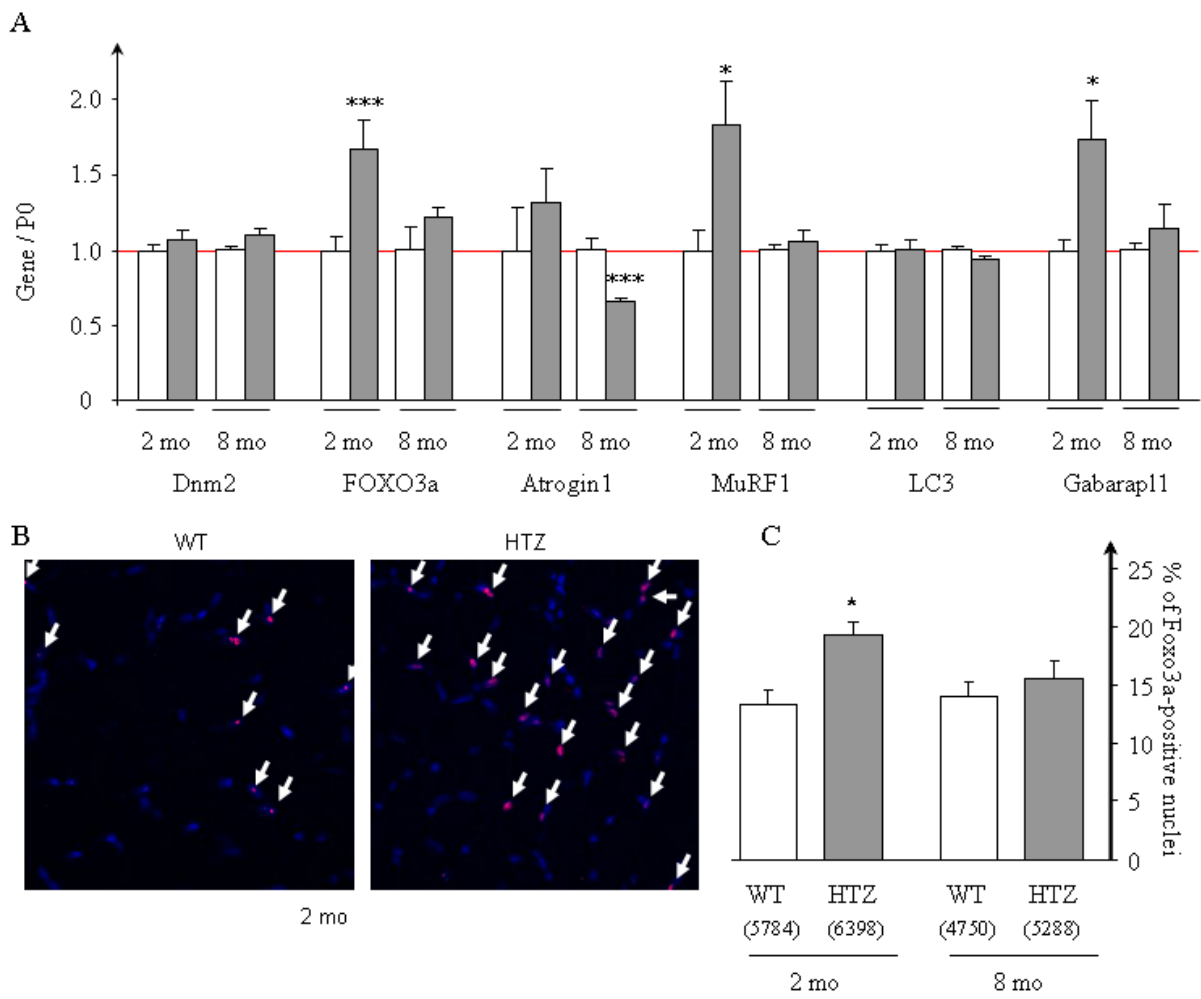 A
Gene / P0
2.0
1.5
1.0
0.5
0
***
***
*
*
2 mo 8 mo 2 mo 8 mo 2 mo 8 mo 2 mo 8 mo 2 mo 8 mo 2 mo 8 mo
Dnm2 FOXO3a Atrogin1 MuRF1 LC3 Gabarapl1
B
WT HTZ
2 mo
C
% of Foxo3a-positive nuclei
25
20
15
10
5
0
*
WT HTZ WT HTZ
(5784) (6398) (4750) (5288)
2 mo 8 mo